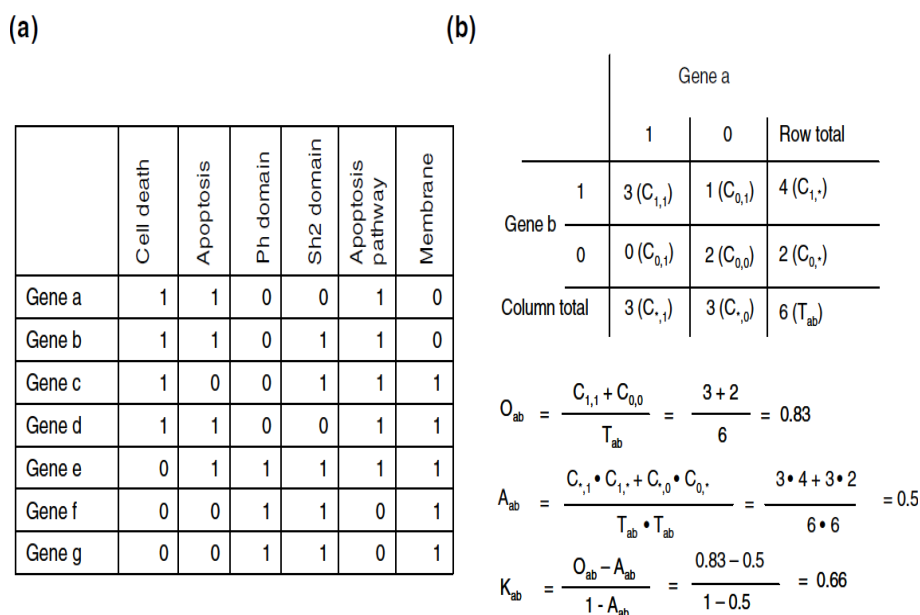 (a)
Cell death Apoptosis Ph domain Sh2 domain Apoptosis pathway Membrane
Gene a 1 1 0 0 1 0
Gene b 1 1 0 1 1 0
Gene c 1 0 0 1 1 1
Gene d 1 1 0 0 1 1
Gene e 0 1 1 1 1 1
Gene f 0 0 1 1 0 1
Gene g 0 0 1 1 0 1
(b)
Gene a
1 0 Row total
Gene b
1 3 (C1,1) 1 (C0,1) 4 (C1,*)
0 0 (C0,1) 2 (C0,0) 2 (C0,*)
Column total 3 (C*,1) 3 (C*,0) 6 (Tab)
Oab = (C1,1 + C0,0) / Tab = (3 + 2) / 6 = 0.83
Aab = (C*,1 • C1,* + C*,0 • C0,*) / (Tab • Tab) = (3 • 4 + 3 • 2) / (6 • 6) = 0.5
Kab = (Oab – Aab) / (1 - Aab) = (0.83 – 0.5) / (1 – 0.5) = 0.66